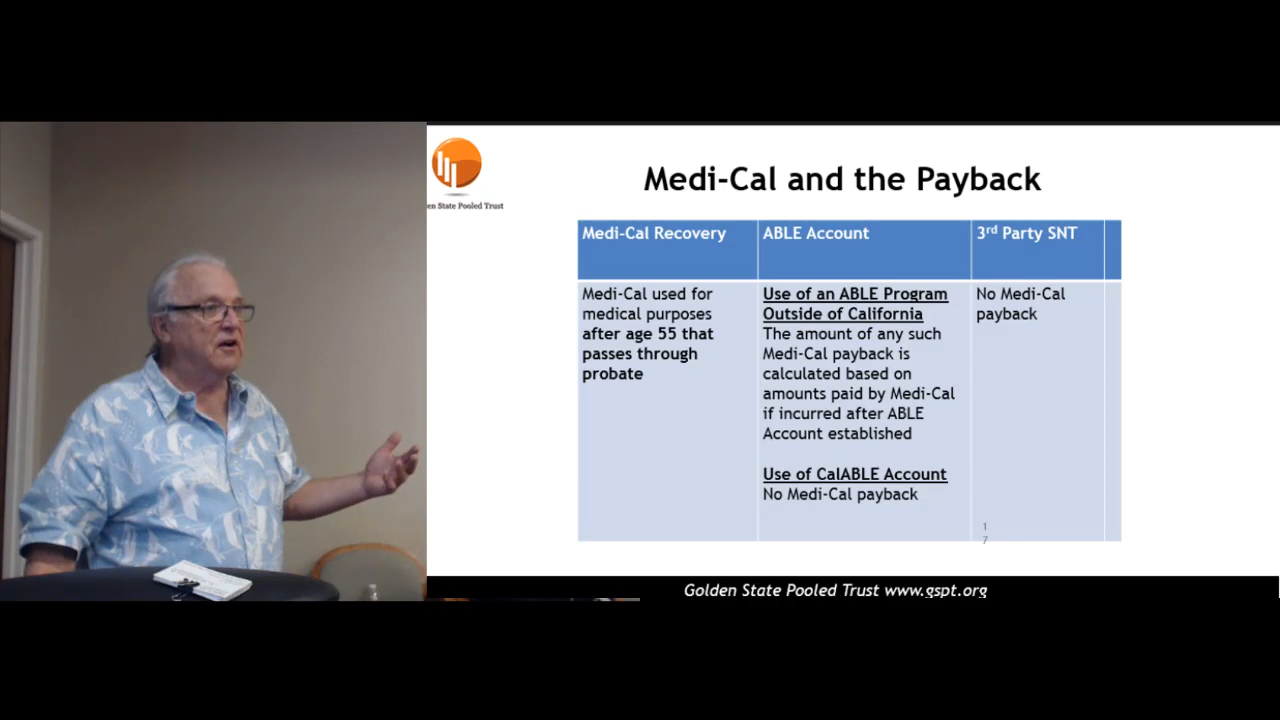 en State Pooled Trust
Medi-Cal and the Payback
Medi-Cal Recovery
ABLE Account
3rd Party SNT
Medi-Cal used for
medical purposes
after age 55 that
passes through
probate
Use of an ABLE Program
Outside of California
The amount of any such
Medi-Cal payback is
calculated based on
amounts paid by Medi-Cal
if incurred after ABLE
Account established
Use of CalABLE Account
No Medi-Cal payback
No Medi-Cal
payback
1
7
Golden State Pooled Trust www.gspt.org